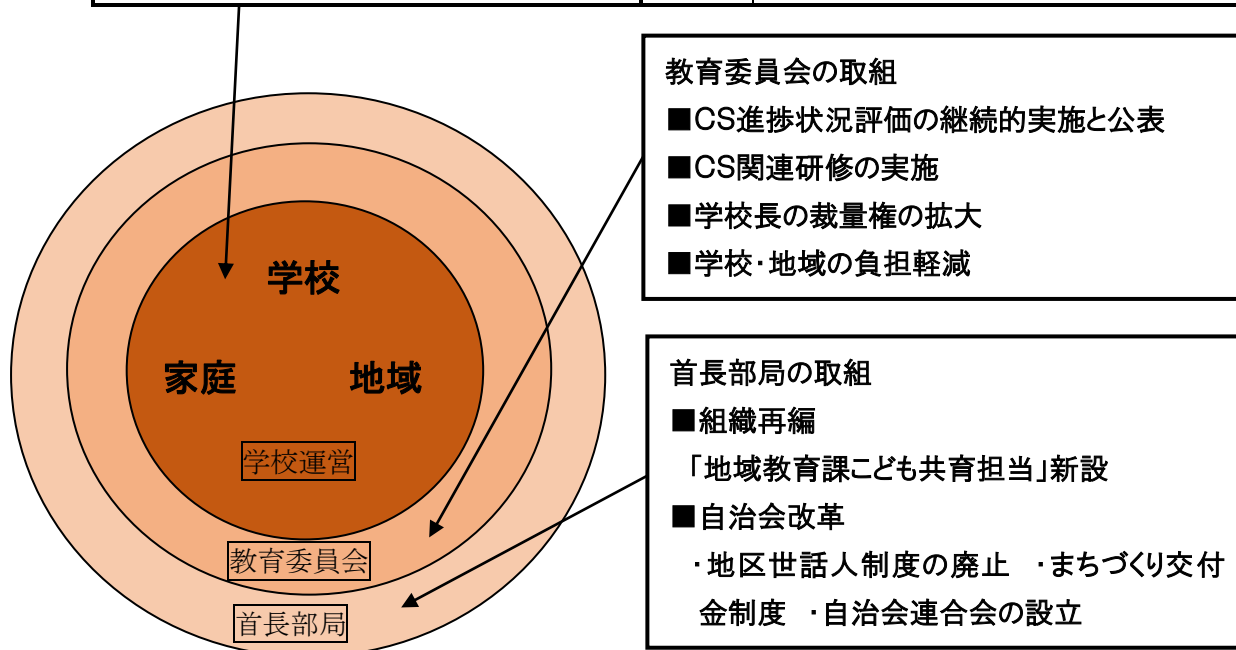 教育委員会の取組
■CS進捗状況評価の継続的実施と公表
■CS関連研修の実施
■学校長の裁量権の拡大
■学校・地域の負担軽減
学校
家庭 地域
学校運営
教育委員会
首長部局
首長部局の取組
■組織再編
「地域教育課こども共育担当」新設
■自治会改革
・地区世話人制度の廃止 ・まちづくり交付
金制度 ・自治会連合会の設立